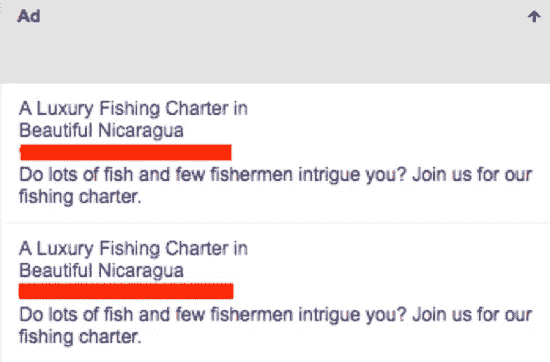 Ad
A Luxury Fishing Charter in
Beautiful Nicaragua
Do lots of fish and few fishermen intrigue you? Join us for our
fishing charter.
A Luxury Fishing Charter in
Beautiful Nicaragua
Do lots of fish and few fishermen intrigue you? Join us for our
fishing charter.